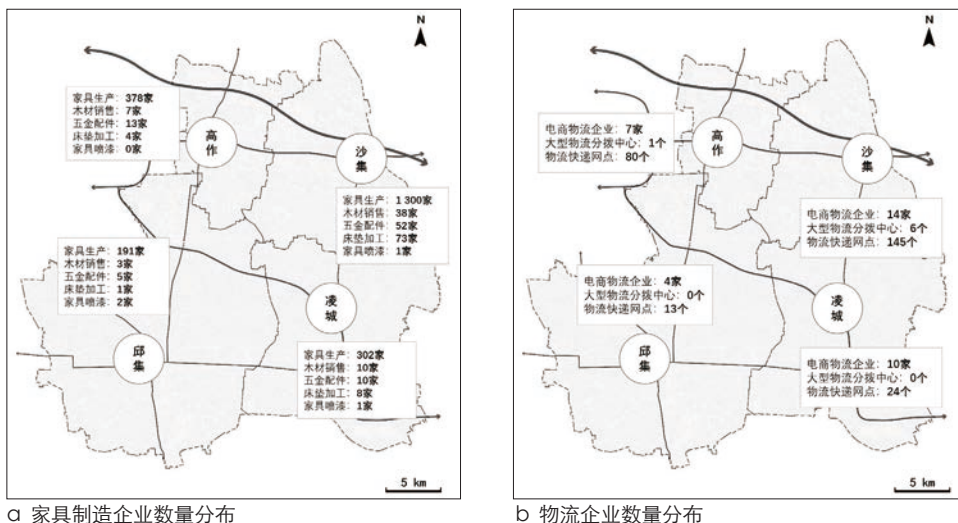 N
家具生产：378家
木材销售：7家
五金配件：13家
床垫加工：4家
家具喷漆：0家
高作
沙集
家具生产：1 300家
木材销售：38家
五金配件：52家
床垫加工：73家
家具喷漆：1家
家具生产：191家
木材销售：3家
五金配件：5家
床垫加工：1家
家具喷漆：2家
凌城
邱集
家具生产：302家
木材销售：10家
五金配件：10家
床垫加工：8家
家具喷漆：1家
5 km
a 家具制造企业数量分布
N
电商物流企业：7家
大型物流分拨中心：1个
物流快递网点：80个
高作
沙集
电商物流企业：14家
大型物流分拨中心：6个
物流快递网点：145个
电商物流企业：4家
大型物流分拨中心：0个
物流快递网点：13个
凌城
邱集
电商物流企业：10家
大型物流分拨中心：0个
物流快递网点：24个
5 km
b 物流企业数量分布